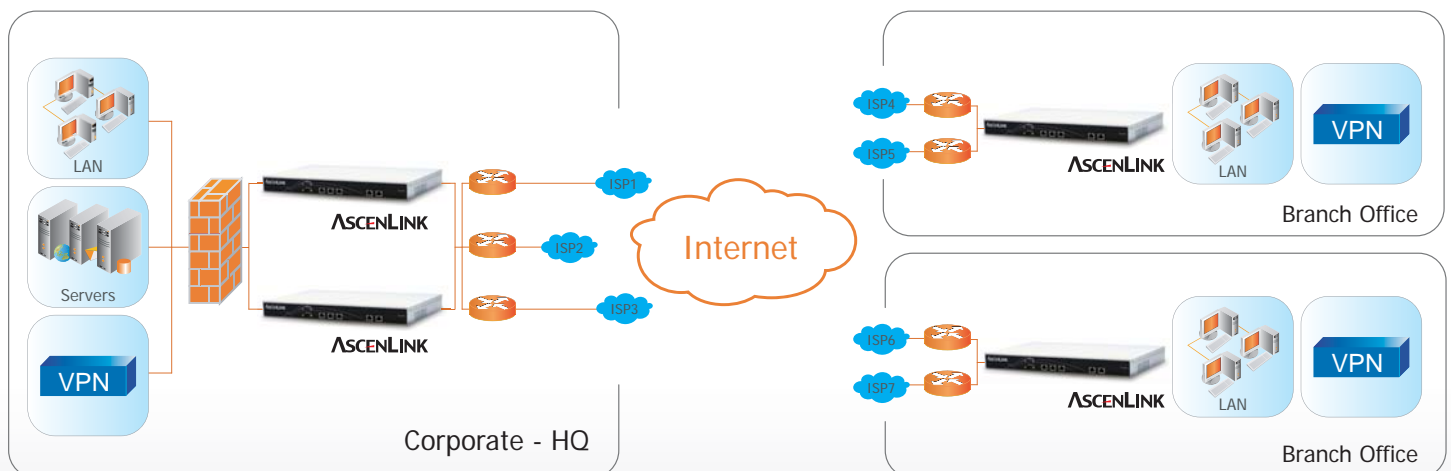 LAN
Servers
VPN
ASCENLINK
ASCENLINK
ISP1
ISP2
ISP3
Corporate - HQ
Internet
ISP4
ISP5
ASCENLINK
LAN
VPN
Branch Office
ISP6
ISP7
ASCENLINK
LAN
VPN
Branch Office